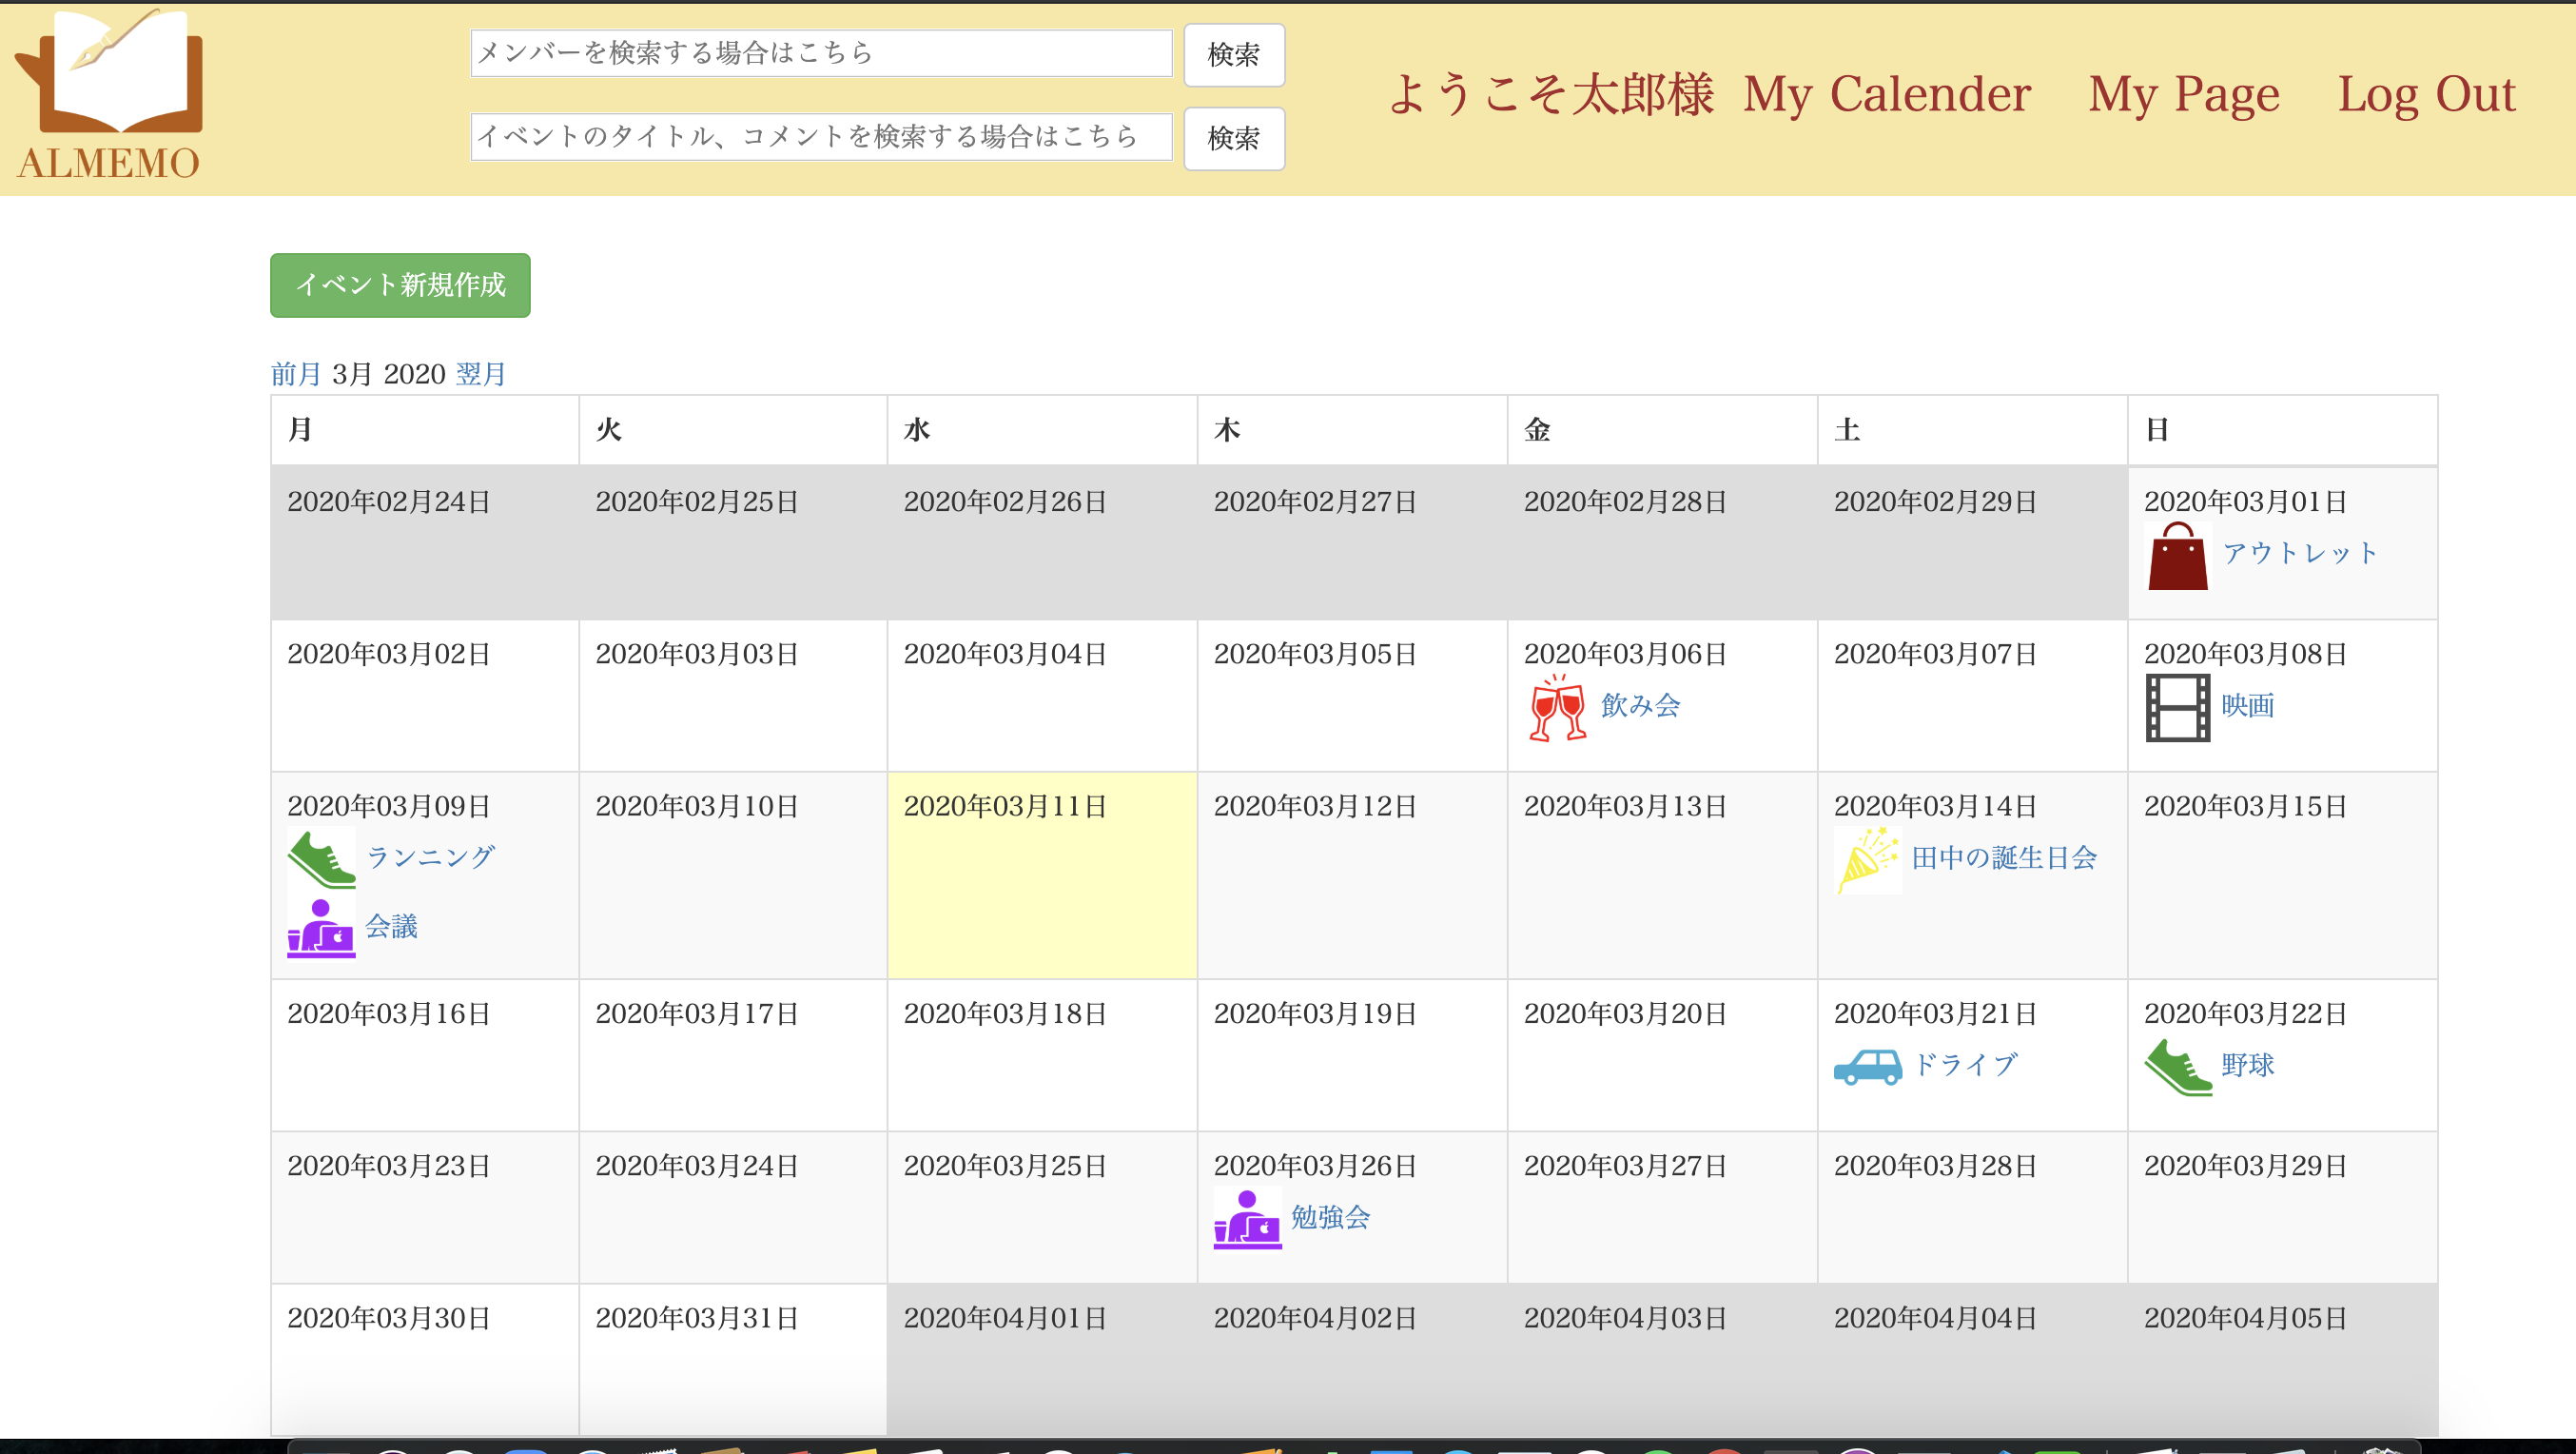 ALMEMO
メンバーを検索する場合はこちら 検索
イベントのタイトル、コメントを検索する場合はこちら 検索
ようこそ太郎様 My Calender My Page Log Out
イベント新規作成
前月 3月 2020 翌月
月 火 水 木 金 土 日
2020年02月24日 2020年02月25日 2020年02月26日 2020年02月27日 2020年02月28日 2020年02月29日 2020年03月01日
アウトレット
2020年03月02日 2020年03月03日 2020年03月04日 2020年03月05日 2020年03月06日 2020年03月07日 2020年03月08日
飲み会 映画
2020年03月09日 2020年03月10日 2020年03月11日 2020年03月12日 2020年03月13日 2020年03月14日 2020年03月15日
ランニング 田中の誕生日会
会議
2020年03月16日 2020年03月17日 2020年03月18日 2020年03月19日 2020年03月20日 2020年03月21日 2020年03月22日
ドライブ 野球
2020年03月23日 2020年03月24日 2020年03月25日 2020年03月26日 2020年03月27日 2020年03月28日 2020年03月29日
勉強会
2020年03月30日 2020年03月31日 2020年04月01日 2020年04月02日 2020年04月03日 2020年04月04日 2020年04月05日